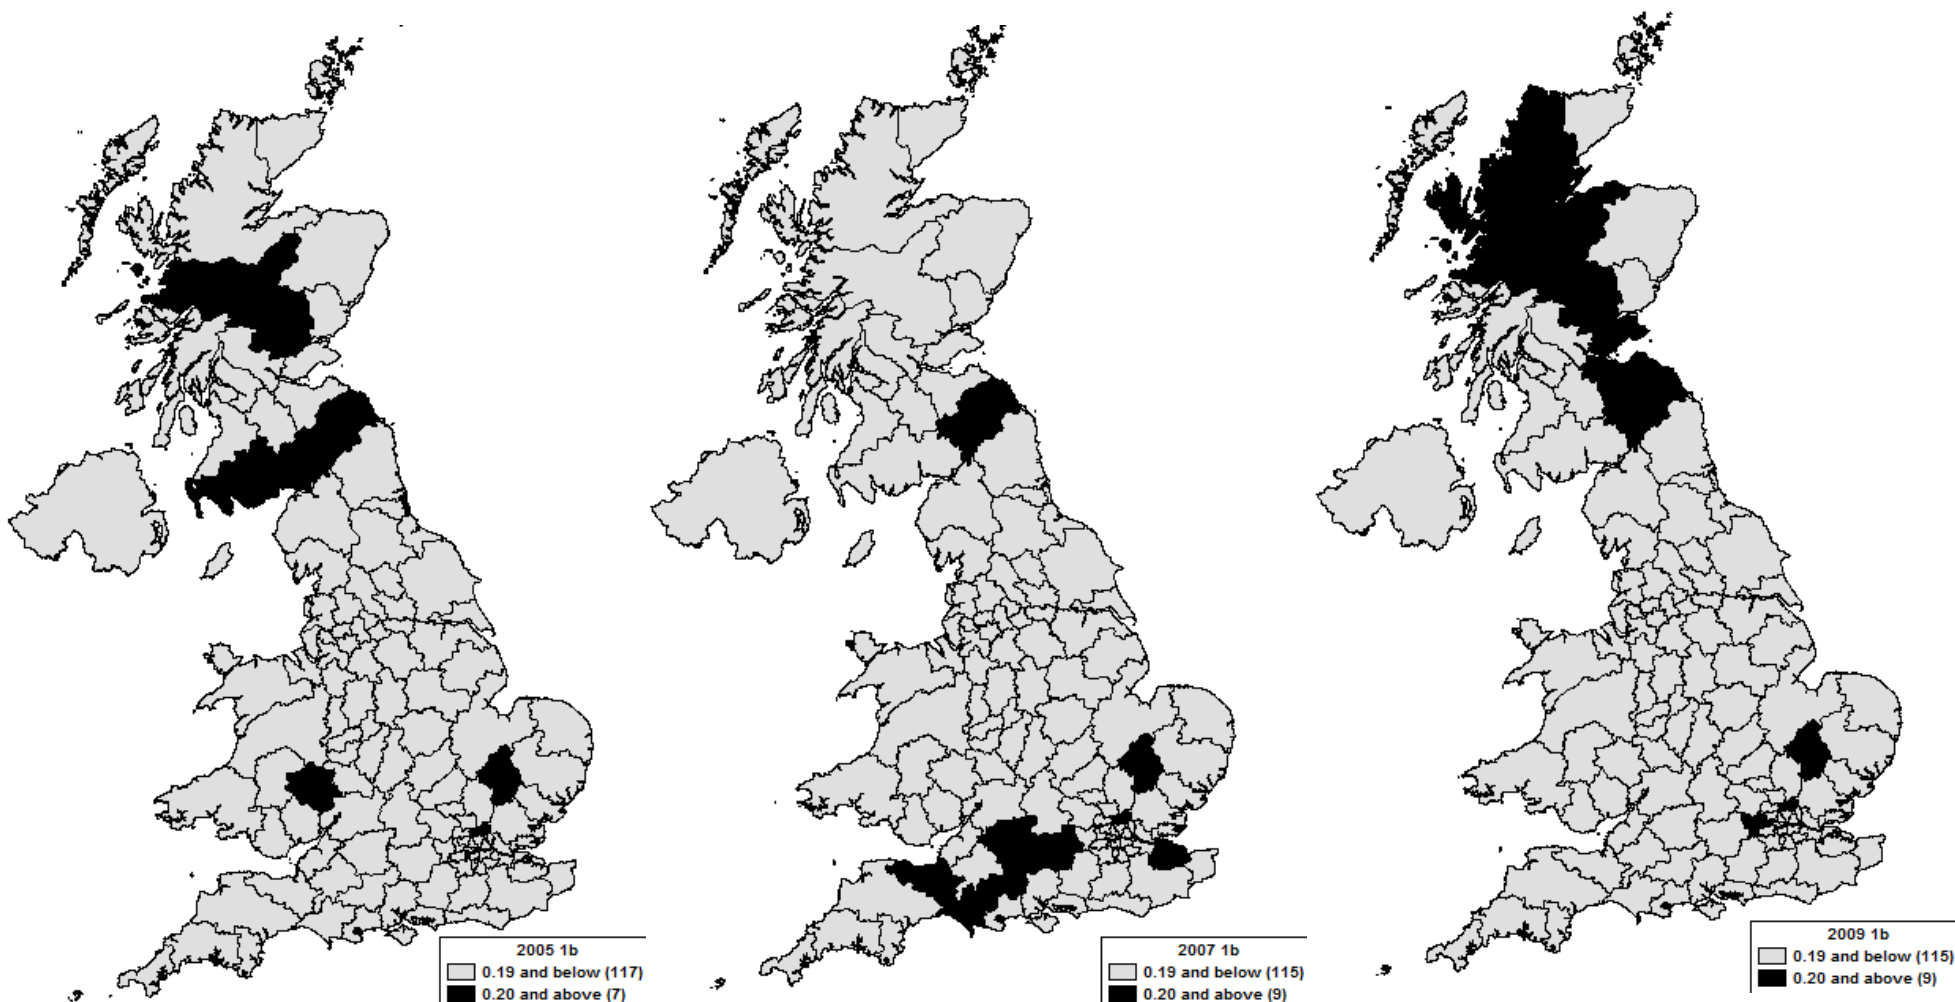 2005 1b
0.19 and below (117)
0.20 and above (7)
2007 1b
0.19 and below (115)
0.20 and above (9)
2009 1b
0.19 and below (115)
0.20 and above (9)